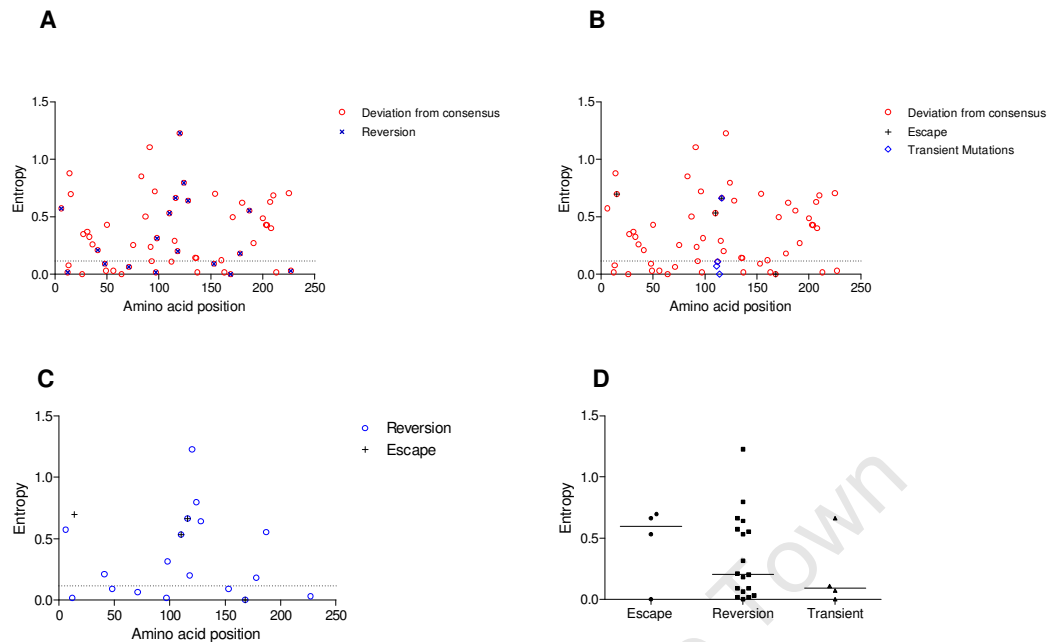 A
1.5
1.0
0.5
0.0
Entropy
0
50
100
150
200
250
Amino acid position
Deviation from consensus
Reversion
B
1.5
1.0
0.5
0.0
Entropy
0
50
100
150
200
250
Amino acid position
Deviation from consensus
Escape
Transient Mutations
C
1.5
1.0
0.5
0.0
Entropy
0
50
100
150
200
250
Amino acid position
Reversion
Escape
D
1.5
1.0
0.5
0.0
Entropy
Escape
Reversion
Transient
Town